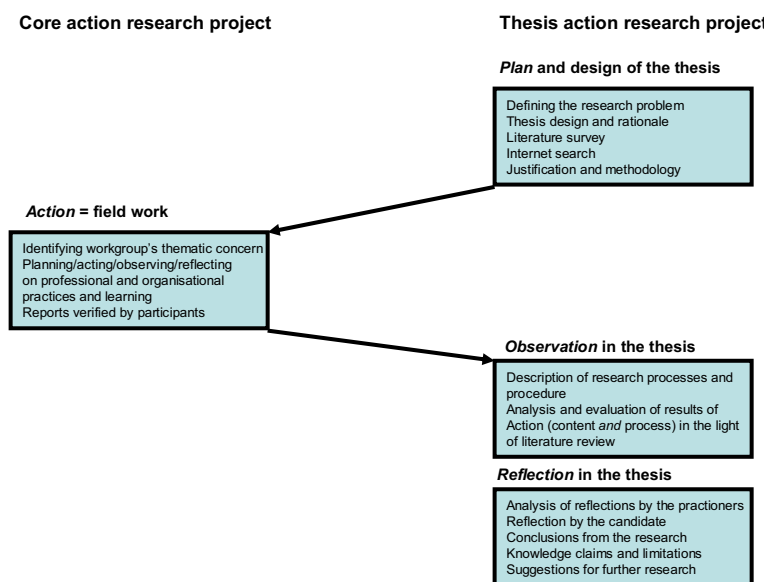 Core action research project
Thesis action research project
Plan and design of the thesis
Defining the research problem
Thesis design and rationale
Literature survey
Internet search
Justification and methodology
Action = field work
Identifying workgroup's thematic concern
Planning/acting/observing/reflecting
on professional and organisational
practices and learning
Reports verified by participants
Observation in the thesis
Description of research processes and
procedure
Analysis and evaluation of results of
Action (content and process) in the light
of literature review
Reflection in the thesis
Analysis of reflections by the practioners
Reflection by the candidate
Conclusions from the research
Knowledge claims and limitations
Suggestions for further research